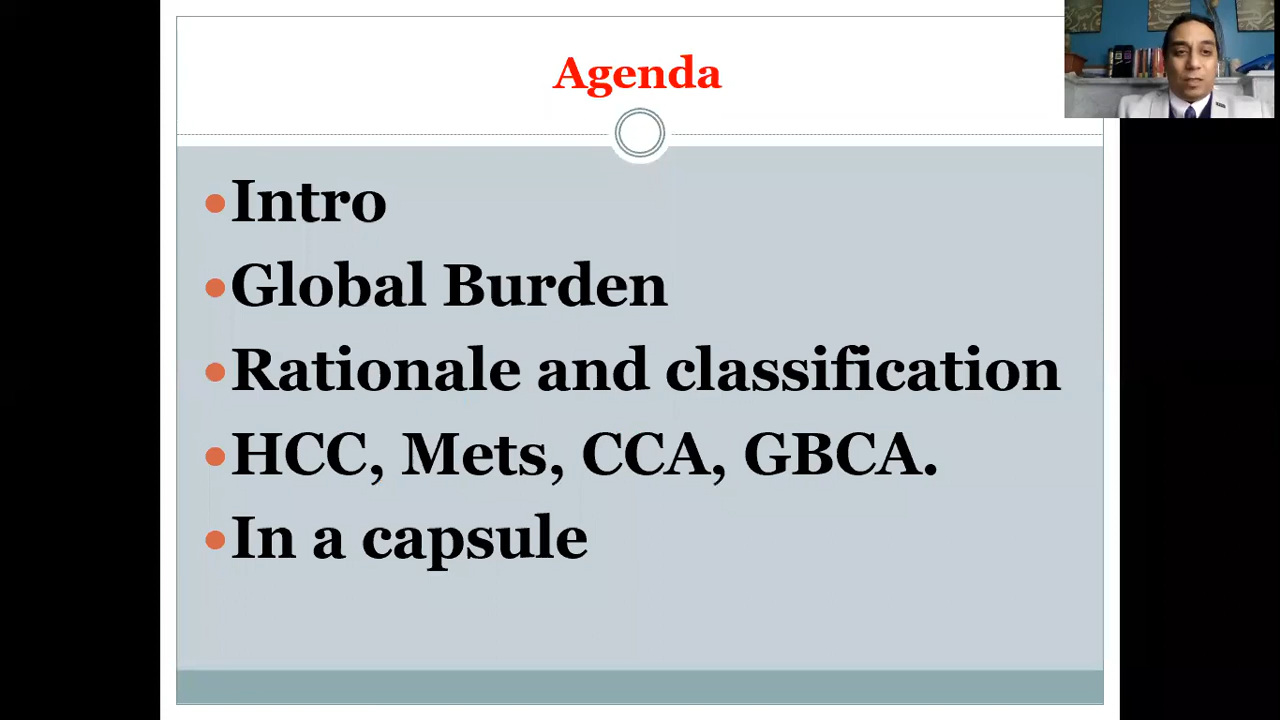 Agenda
•Intro
•Global Burden
•Rationale and classification
•HCC, Mets, CCA, GBCA.
•In a capsule